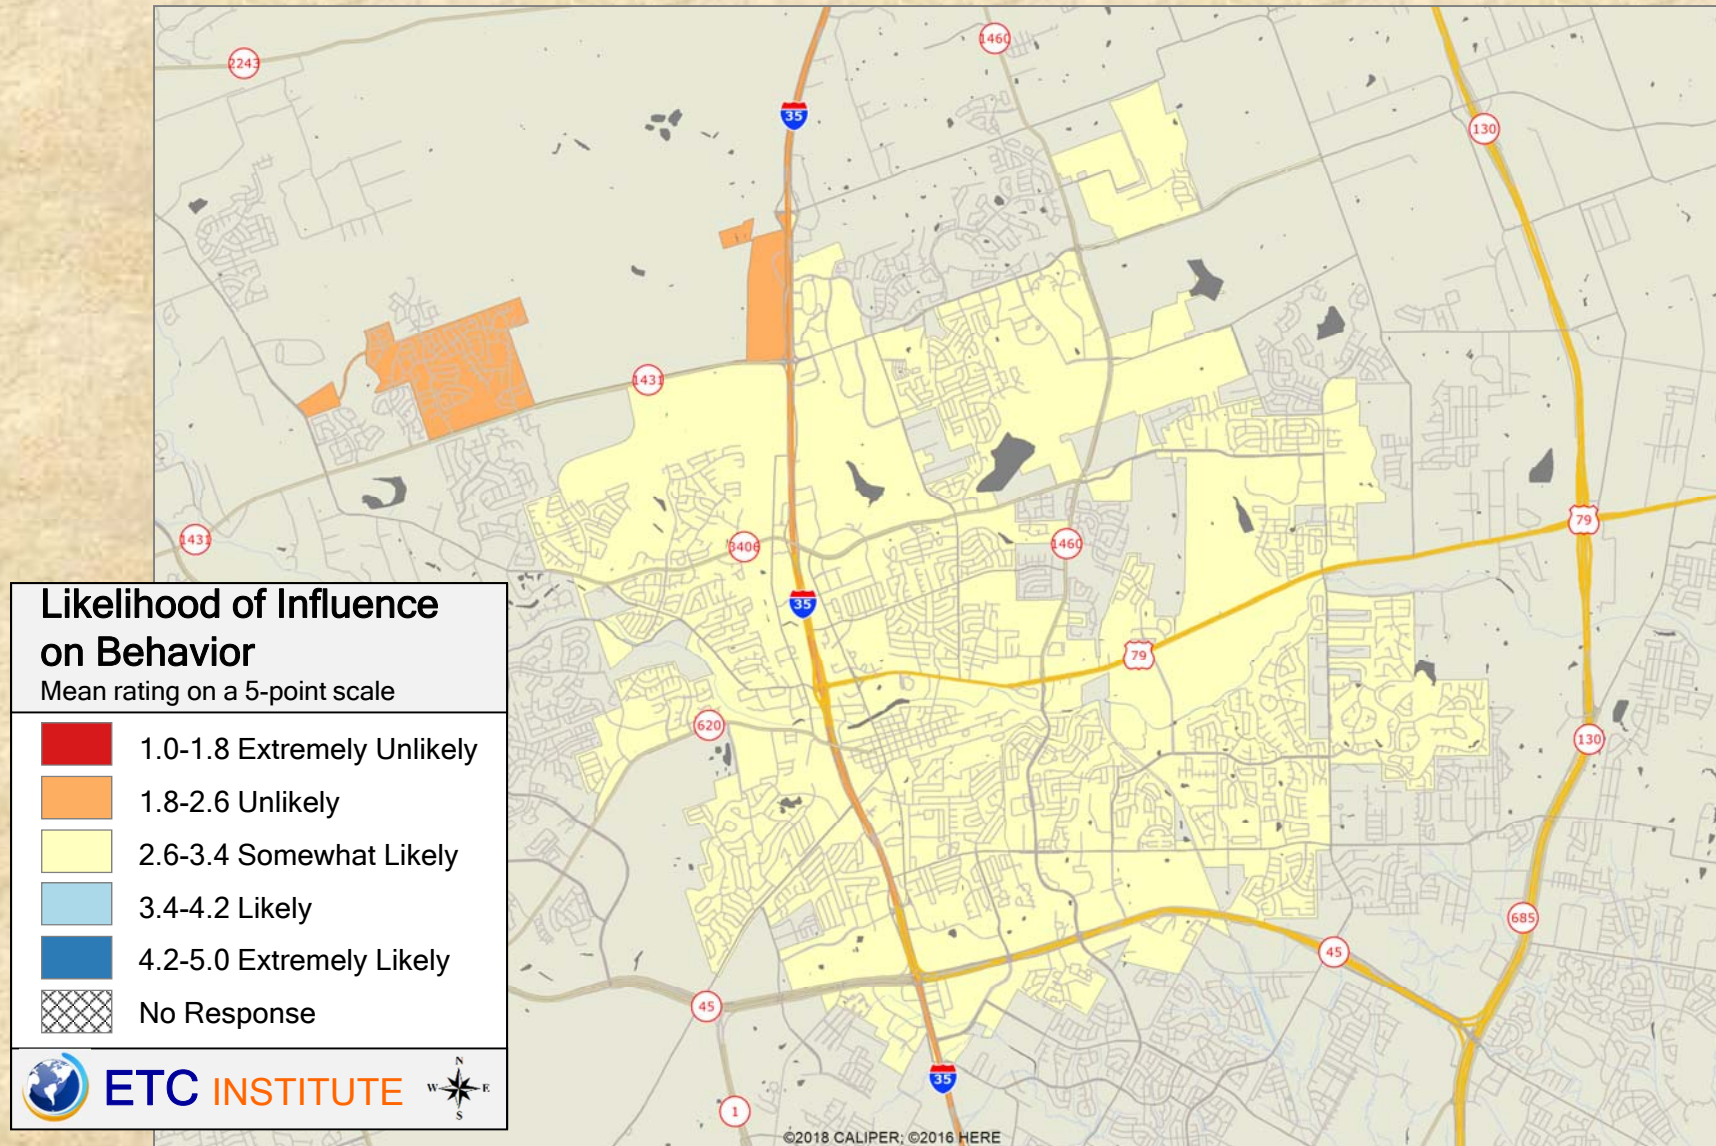 2243
1460
35
130
1431
1431
3406
1460
79
35
79
620
130
685
45
45
35
1
Likelihood of Influence
on Behavior
Mean rating on a 5-point scale
1.0-1.8 Extremely Unlikely
1.8-2.6 Unlikely
2.6-3.4 Somewhat Likely
3.4-4.2 Likely
4.2-5.0 Extremely Likely
No Response
ETC INSTITUTE
N
W E
S
©2018 CALIPER; ©2016 HERE